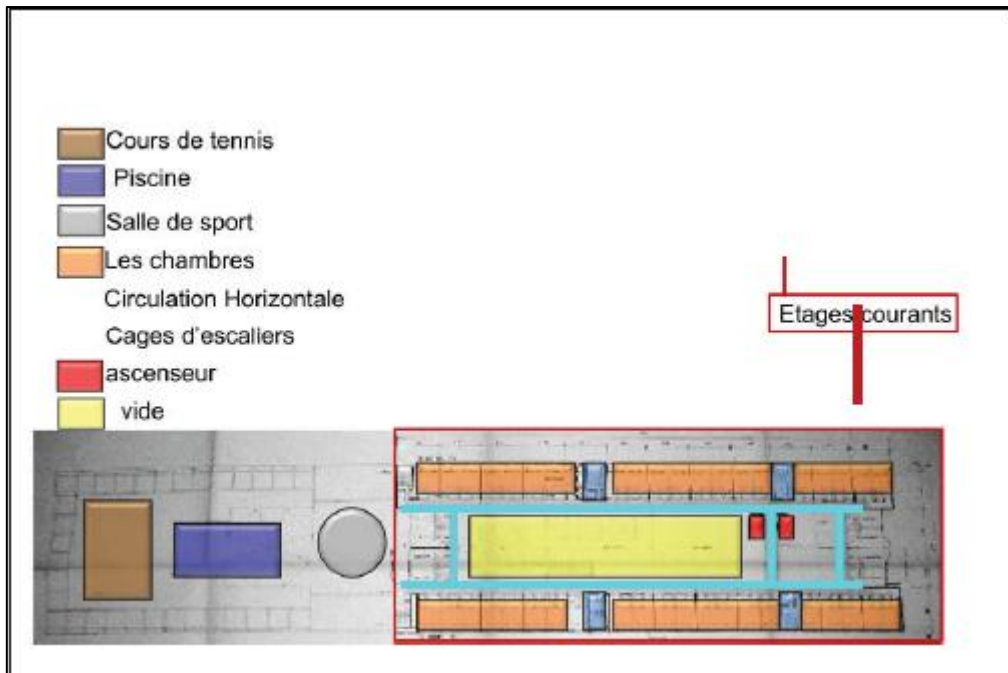 Cours de tennis
Piscine
Salle de sport
Les chambres
Circulation Horizontale
Cages d'escaliers
ascenseur
vide
Etages courants